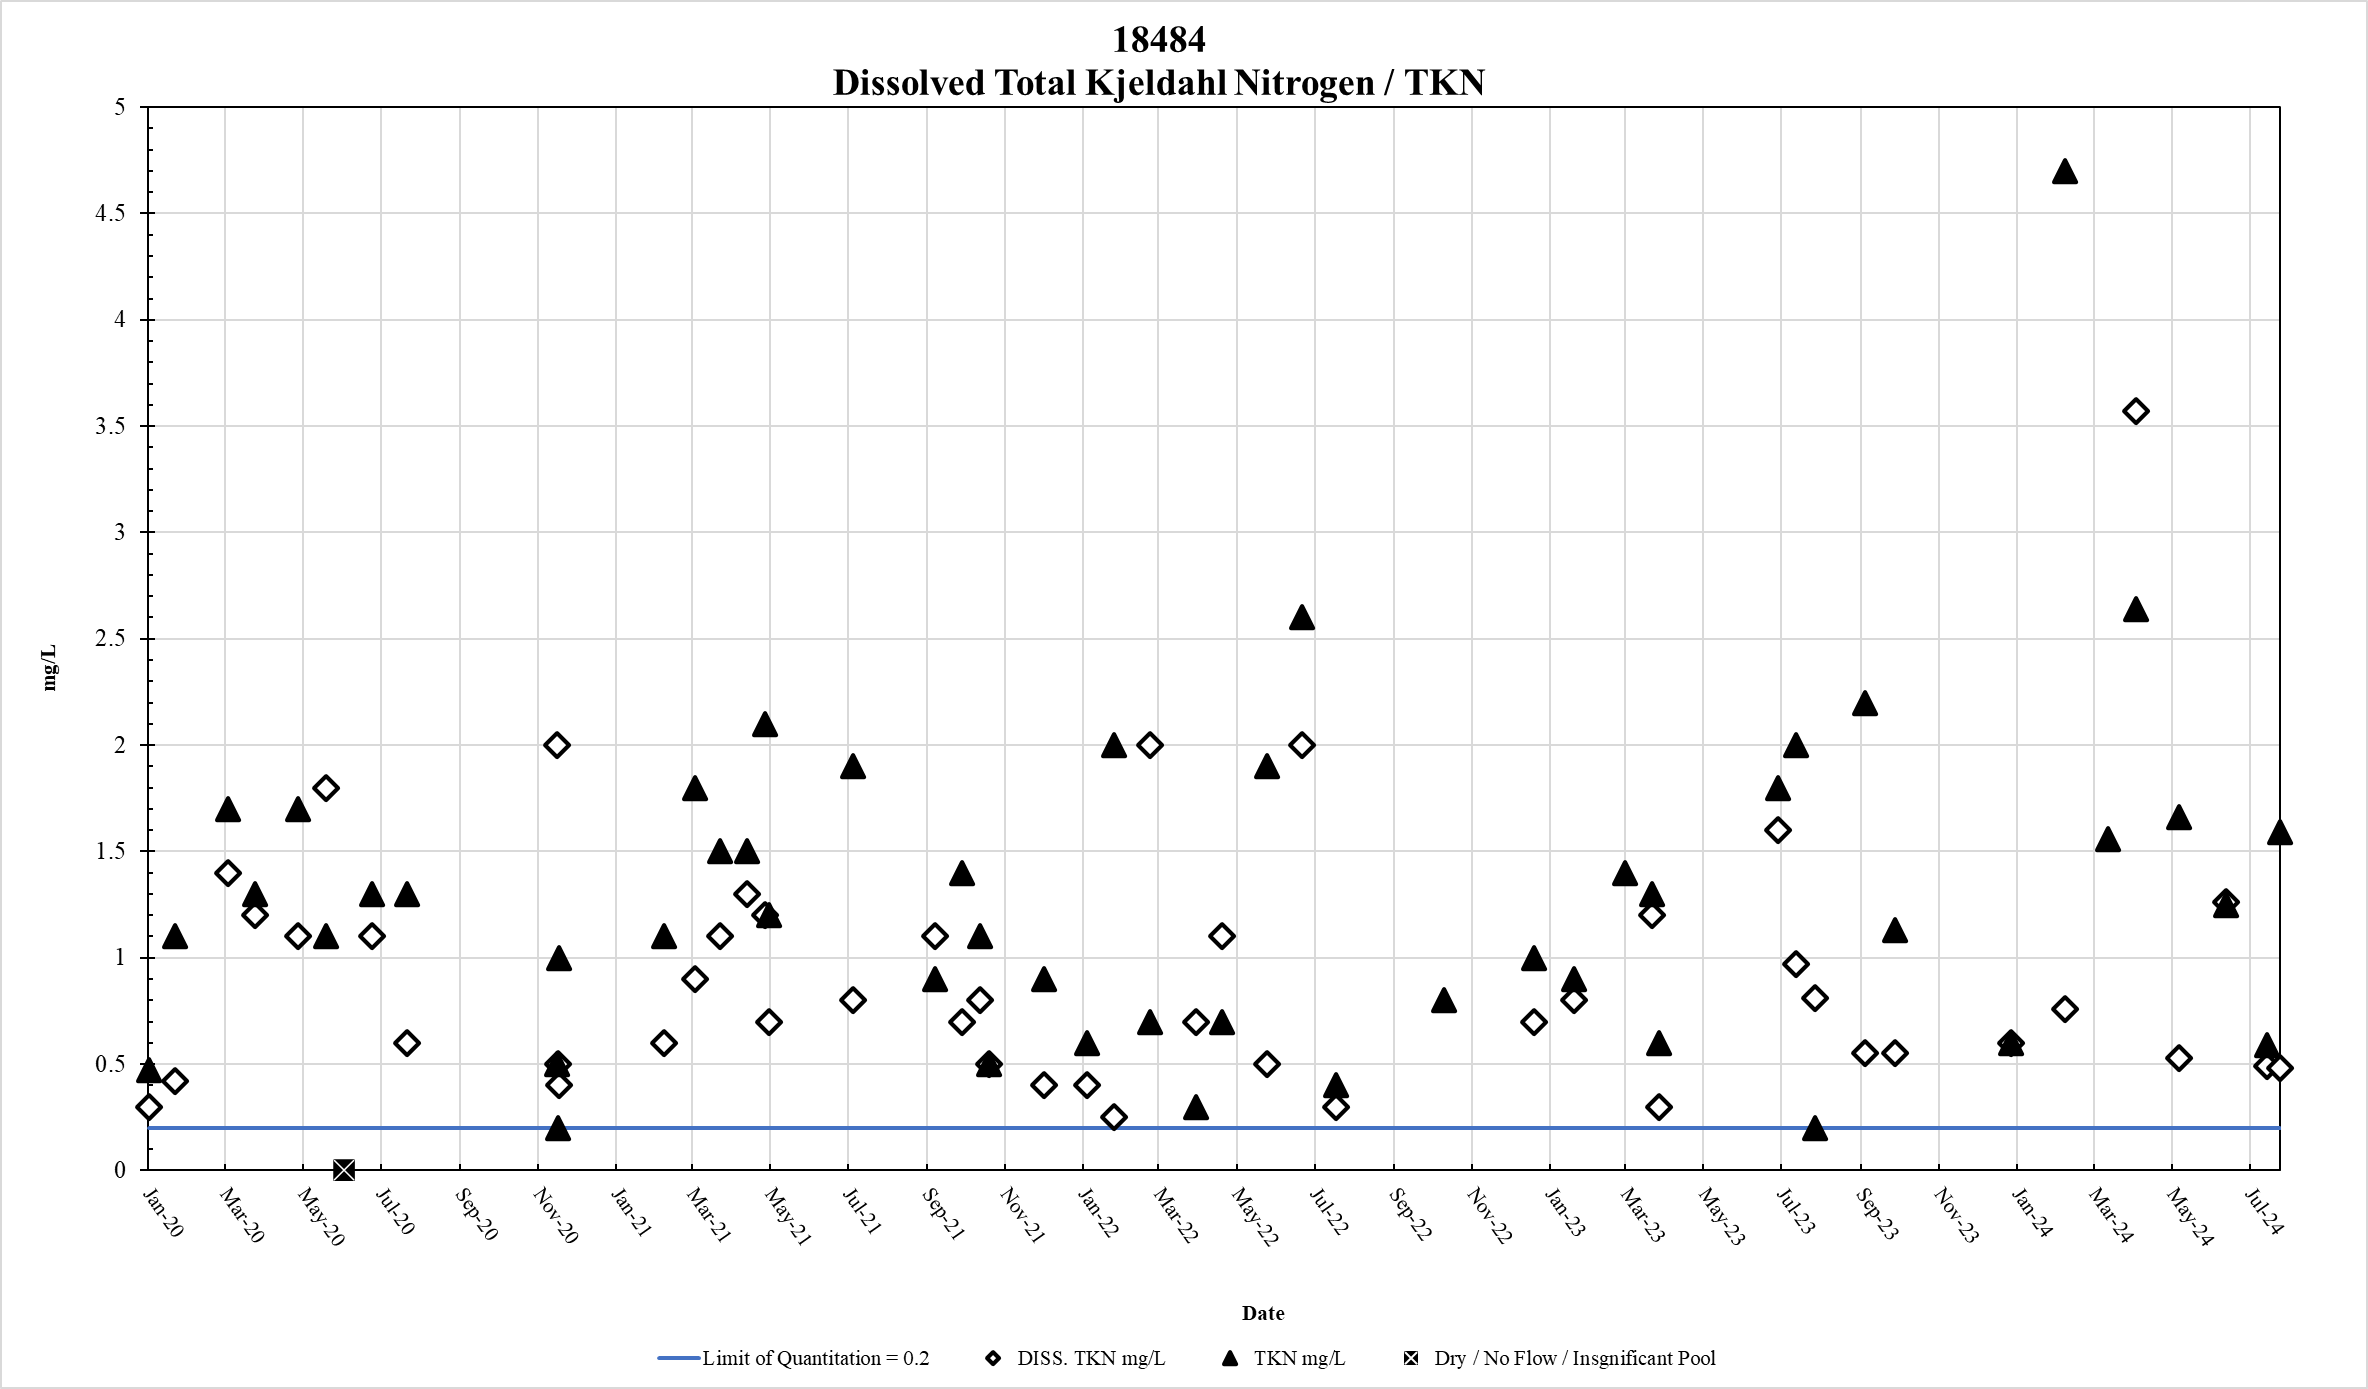 18484
Dissolved Total Kjeldahl Nitrogen / TKN
mg/L
5
4.5
4
3.5
3
2.5
2
1.5
1
0.5
0
Jan-20
Mar-20
May-20
Jul-20
Sep-20
Nov-20
Jan-21
Mar-21
May-21
Jul-21
Sep-21
Nov-21
Jan-22
Mar-22
May-22
Jul-22
Sep-22
Nov-22
Jan-23
Mar-23
May-23
Jul-23
Sep-23
Nov-23
Jan-24
Mar-24
May-24
Jul-24
Date
Limit of Quantitation = 0.2
DISS. TKN mg/L
TKN mg/L
Dry / No Flow / Insgnificant Pool